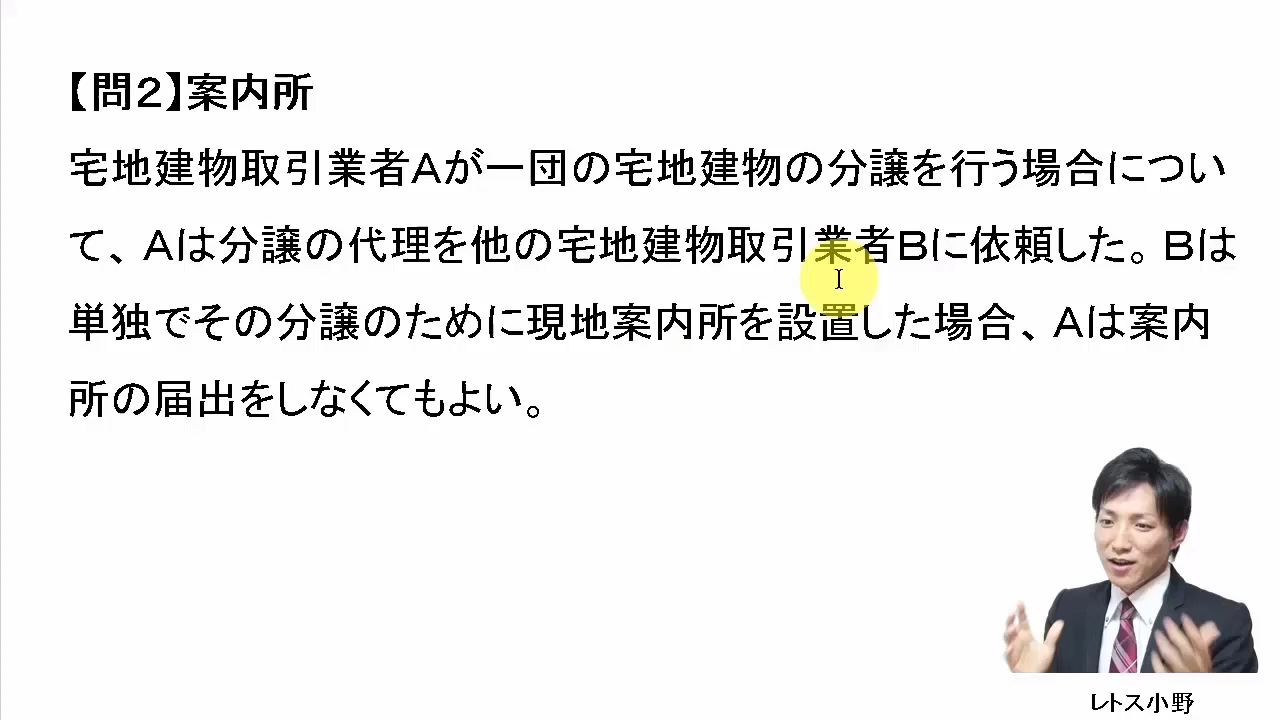 【問２】案内所
宅地建物取引業者Ａが一団の宅地建物の分譲を行う場合につい
て、Ａは分譲の代理を他の宅地建物取引業者Ｂに依頼した。Ｂは
単独でその分譲のために現地案内所を設置した場合、Ａは案内
所の届出をしなくてもよい。
レトス小野